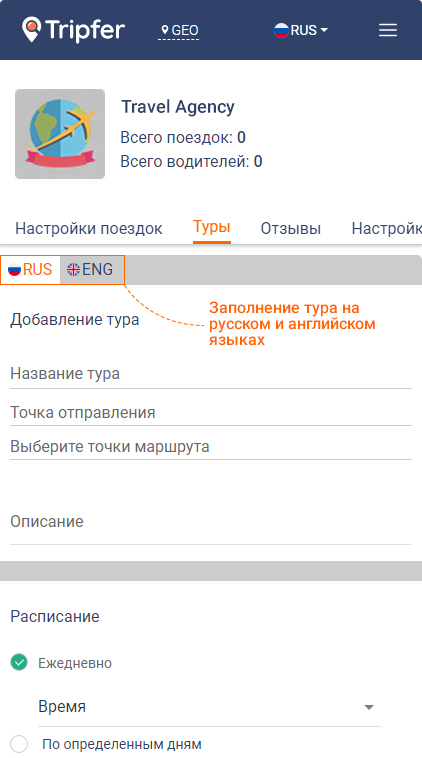 Tripfer
GEO
RUS
Travel Agency
Всего поездок: 0
Всего водителей: 0
Настройки поездок
Туры
Отзывы
Настройк
RUS
ENG
Добавление тура
Заполнение тура на
русском и английском
языках
Название тура
Точка отправления
Выберите точки маршрута
Описание
Расписание
Ежедневно
Время
По определенным дням